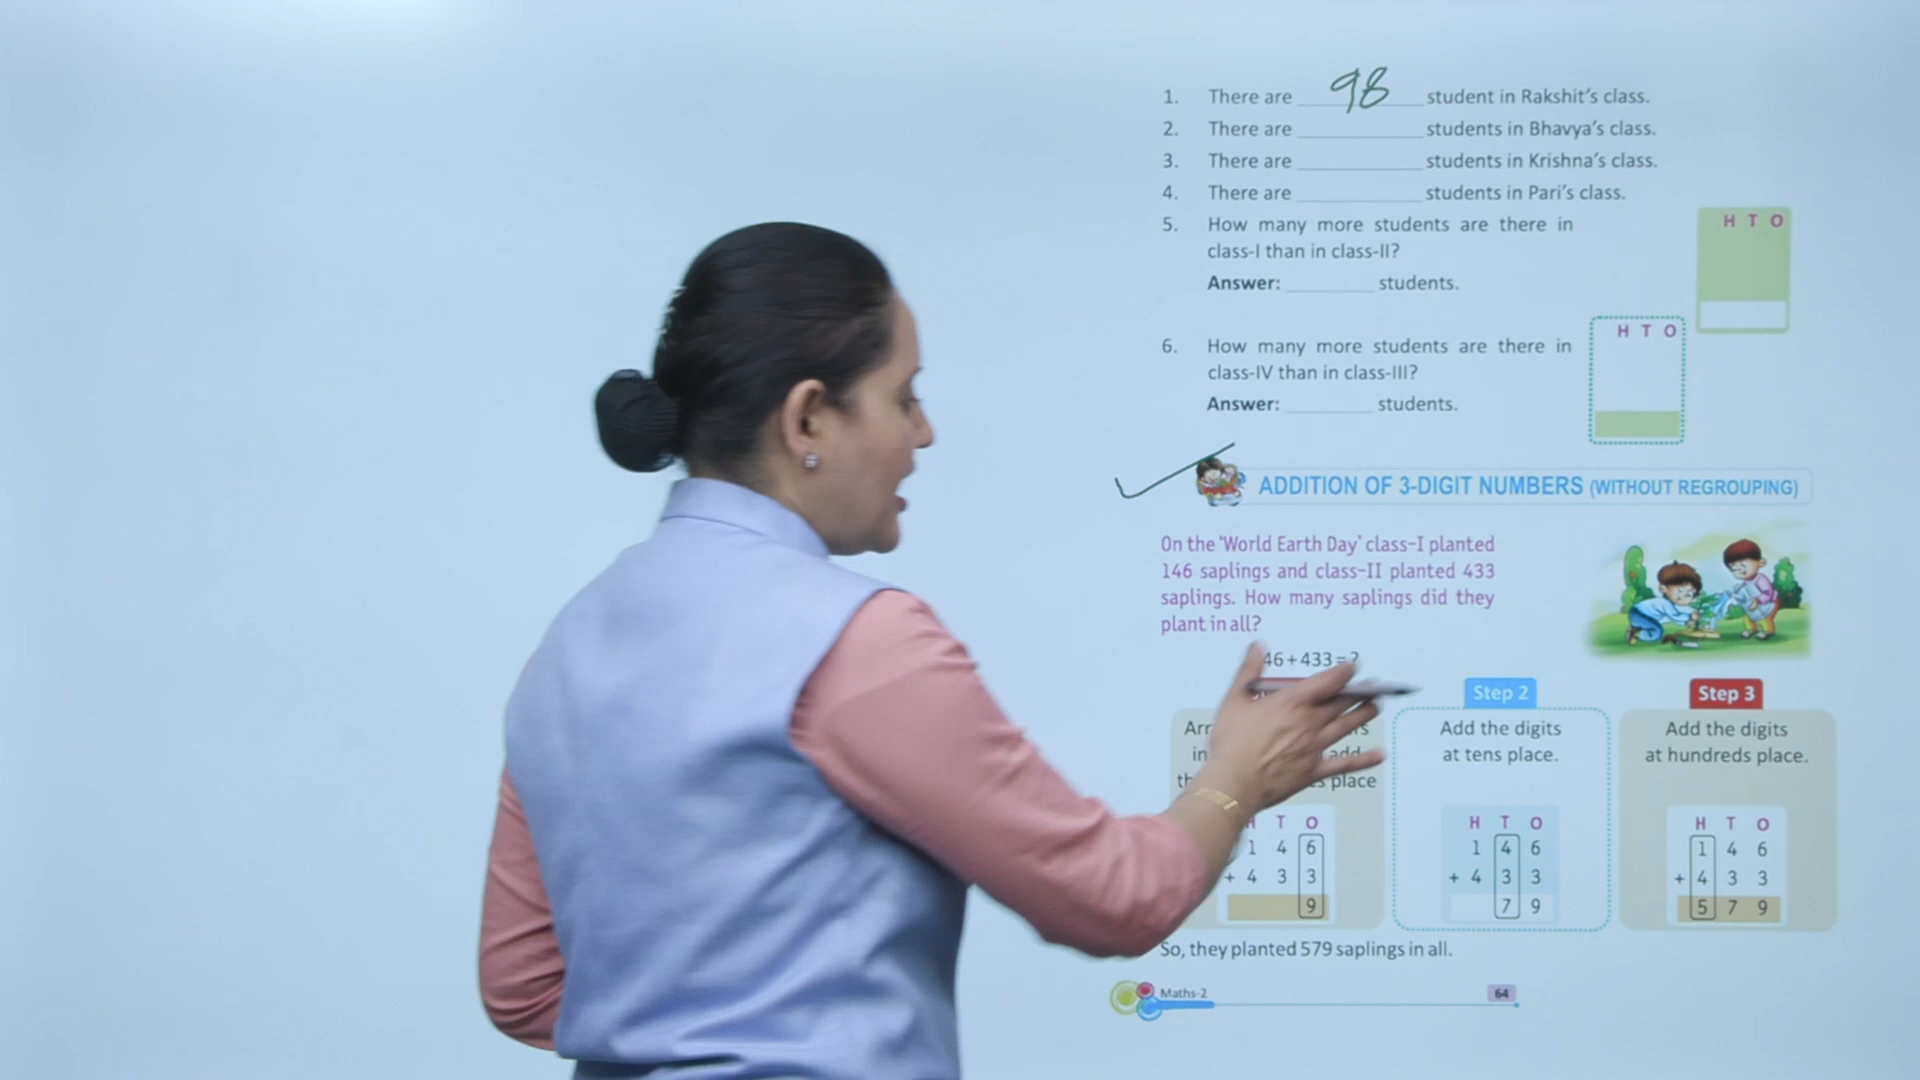 1. There are 98 student in Rakshit's class.
2. There are ________ students in Bhavya's class.
3. There are ________ students in Krishna's class.
4. There are ________ students in Pari's class.
5. How many more students are there in
class-I than in class-II?
Answer: ________ students.
H T O
6. How many more students are there in
class-IV than in class-III?
Answer: ________ students.
H T O
ADDITION OF 3-DIGIT NUMBERS (WITHOUT REGROUPING)
On the 'World Earth Day' class-I planted
146 saplings and class-II planted 433
saplings. How many saplings did they
plant in all?
46 + 433 = ?
place
H T O
1 4 6
+ 4 3 3
9
Step 2
Add the digits
at tens place.
H T O
1 4 6
+ 4 3 3
7 9
Step 3
Add the digits
at hundreds place.
H T O
1 4 6
+ 4 3 3
5 7 9
So, they planted 579 saplings in all.
Maths-2
64